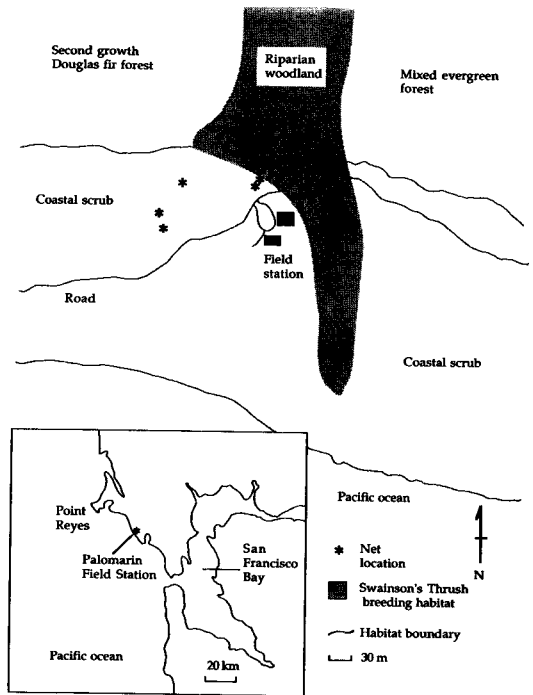 Second growth
Douglas fir forest
Riparian
woodland
Mixed evergreen
forest
Coastal scrub
Field
station
Road
Coastal scrub
Pacific ocean
Point
Reyes
Palomarin
Field Station
San
Francisco
Bay
Pacific ocean
20 km
N
Net
location
Swainson's Thrush
breeding habitat
Habitat boundary
30 m